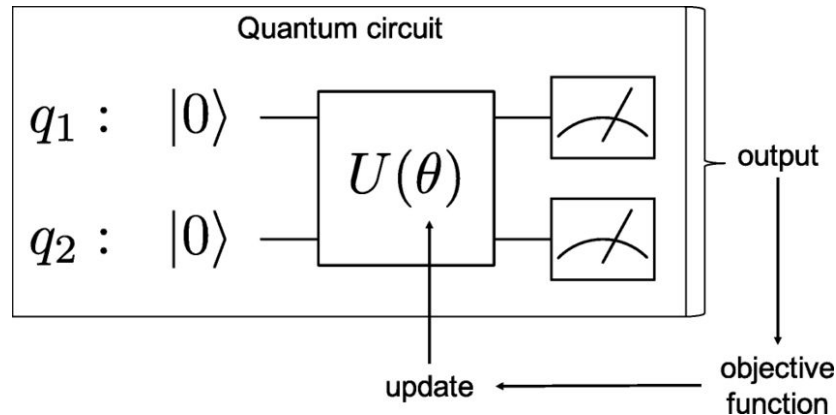 Quantum circuit
q₁ : |0⟩
U(θ)
output
q₂ : |0⟩
update
objective
function